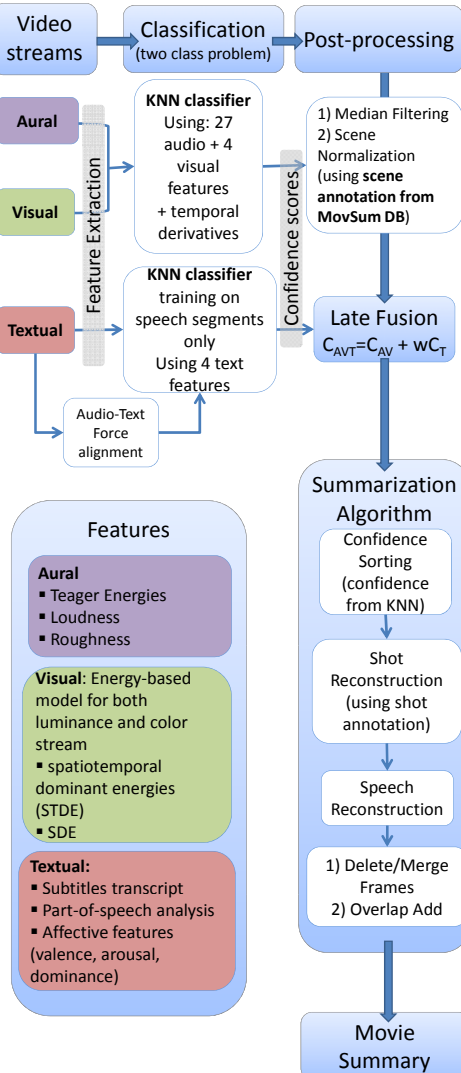 Video
streams
Classification
(two class problem)
Post-processing
Aural
Visual
Textual
Feature Extraction
KNN classifier
Using: 27
audio + 4
visual
features
+ temporal
derivatives
KNN classifier
training on
speech segments
only
Using 4 text
features
Audio-Text
Force
alignment
Confidence scores
1) Median Filtering
2) Scene
Normalization
(using scene
annotation from
MovSum DB)
Late Fusion
C_AVT=C_AV + wC_T
Features
Aural
▪ Teager Energies
▪ Loudness
▪ Roughness
Visual: Energy-based
model for both
luminance and color
stream
▪ spatiotemporal
dominant energies
(STDE)
▪ SDE
Textual:
▪ Subtitles transcript
▪ Part-of-speech analysis
▪ Affective features
(valence, arousal,
dominance)
Summarization
Algorithm
Confidence
Sorting
(confidence
from KNN)
Shot
Reconstruction
(using shot
annotation)
Speech
Reconstruction
1) Delete/Merge
Frames
2) Overlap Add
Movie
Summary